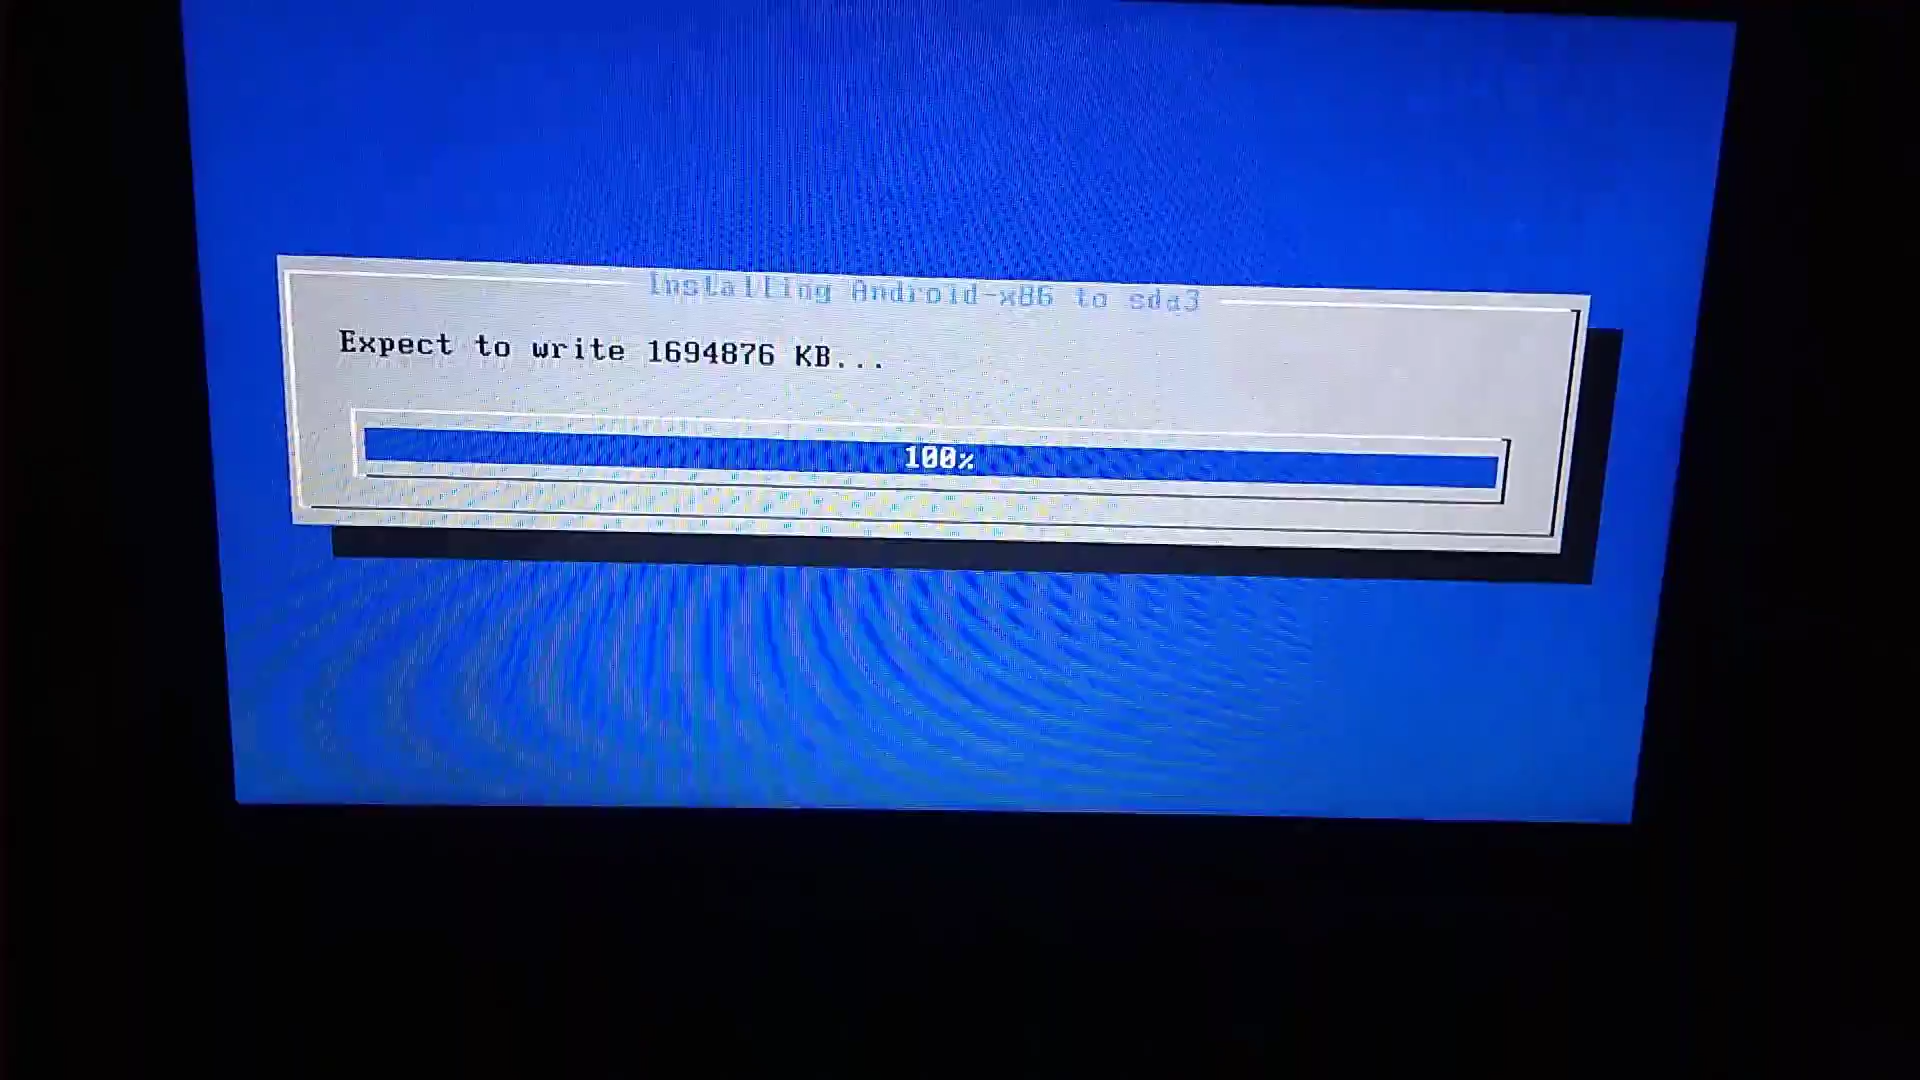 Installing Android-x86 to sda3
Expect to write 1694876 KB...
100%